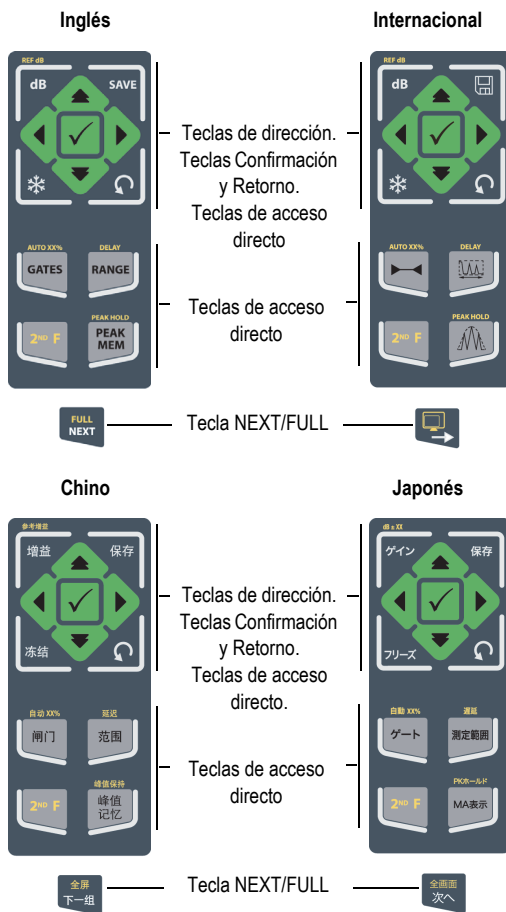 Inglés
Internacional
REF dB
dB
SAVE
AUTO XX%
DELAY
GATES
RANGE
PEAK HOLD
2ND F
PEAK
MEM
FULL
NEXT
Teclas de dirección.
Teclas Confirmación
y Retorno.
Teclas de acceso
directo
Teclas de acceso
directo
Tecla NEXT/FULL
REF dB
dB
AUTO XX%
DELAY
PEAK HOLD
2ND F
Chino
Japonés
参考增益
增益
保存
冻结
自动 XX%
延迟
闸门
范围
峰值保持
2ND F
峰值
记忆
全屏
下一组
Teclas de dirección.
Teclas Confirmación
y Retorno.
Teclas de acceso
directo.
Teclas de acceso
directo
Tecla NEXT/FULL
dB ± XX
ゲイン
保存
フリーズ
自動 XX%
遅延
ゲート
測定範囲
PKホールド
2ND F
MA表示
全画面
次へ